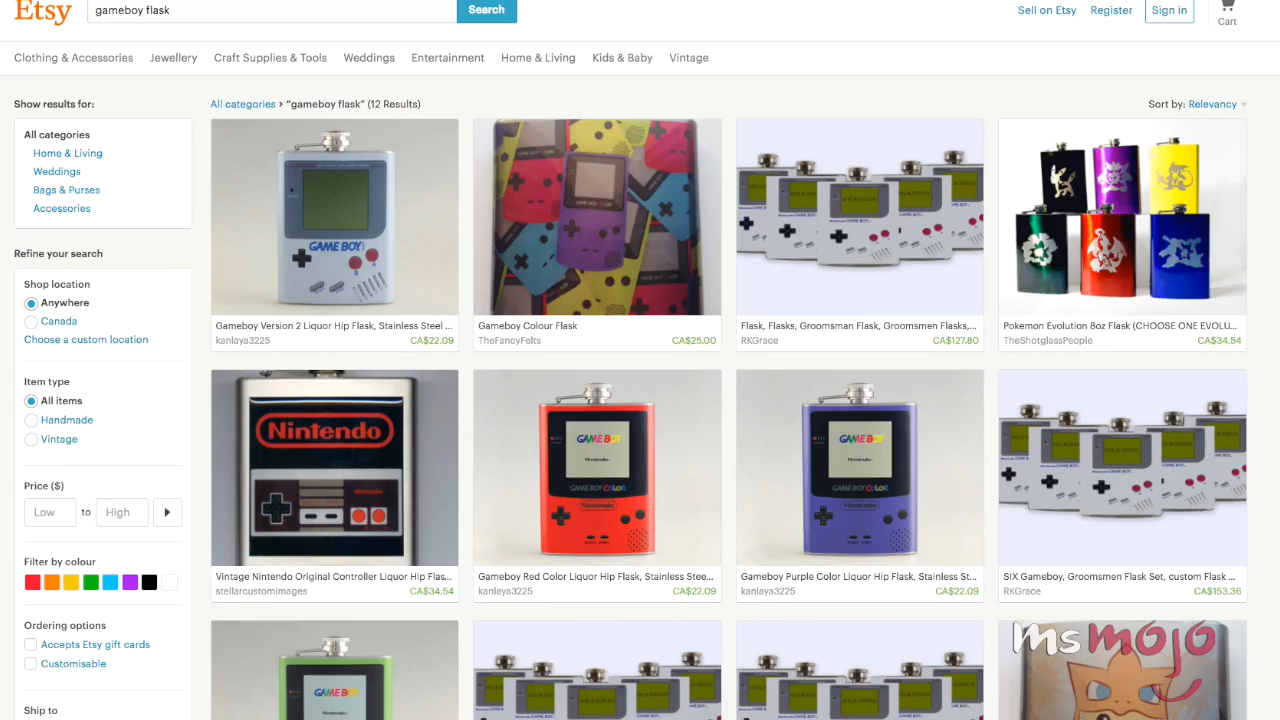 Etsy
gameboy flask
Search
Sell on Etsy
Register
Sign in
Cart
Clothing & Accessories
Jewellery
Craft Supplies & Tools
Weddings
Entertainment
Home & Living
Kids & Baby
Vintage
Show results for:
All categories
Home & Living
Weddings
Bags & Purses
Accessories
Refine your search
Shop location
Anywhere
Canada
Choose a custom location
Item type
All items
Handmade
Vintage
Price ($)
Low to High
Filter by colour
Ordering options
Accepts Etsy gift cards
Customisable
Ship to
All categories › "gameboy flask" (12 Results)
Sort by: Relevancy
GAME BOY
B A
Gameboy Version 2 Liquor Hip Flask, Stainless Steel ...
kanlaya3225 CA$22.09
Gameboy Colour Flask
TheFancyFelts CA$25.00
Flask, Flasks, Groomsman Flask, Groomsmen Flasks,...
RKGrace CA$127.80
Pokemon Evolution 8oz Flask (CHOOSE ONE EVOLU...
TheShotglassPeople CA$34.54
Nintendo
Nintendo
Vintage Nintendo Original Controller Liquor Hip Flas...
stellarcustomimages CA$34.54
GAME BOY
Nintendo
GAME BOY COLOR
Nintendo
Gameboy Red Color Liquor Hip Flask, Stainless Stee...
kanlaya3225 CA$22.09
GAME BOY
Nintendo
GAME BOY COLOR
Nintendo
Gameboy Purple Color Liquor Hip Flask, Stainless St...
kanlaya3225 CA$22.09
SIX Gameboy, Groomsmen Flask Set, custom Flask ...
RKGrace CA$153.36
GAME BOY
Nintendo
msmojo